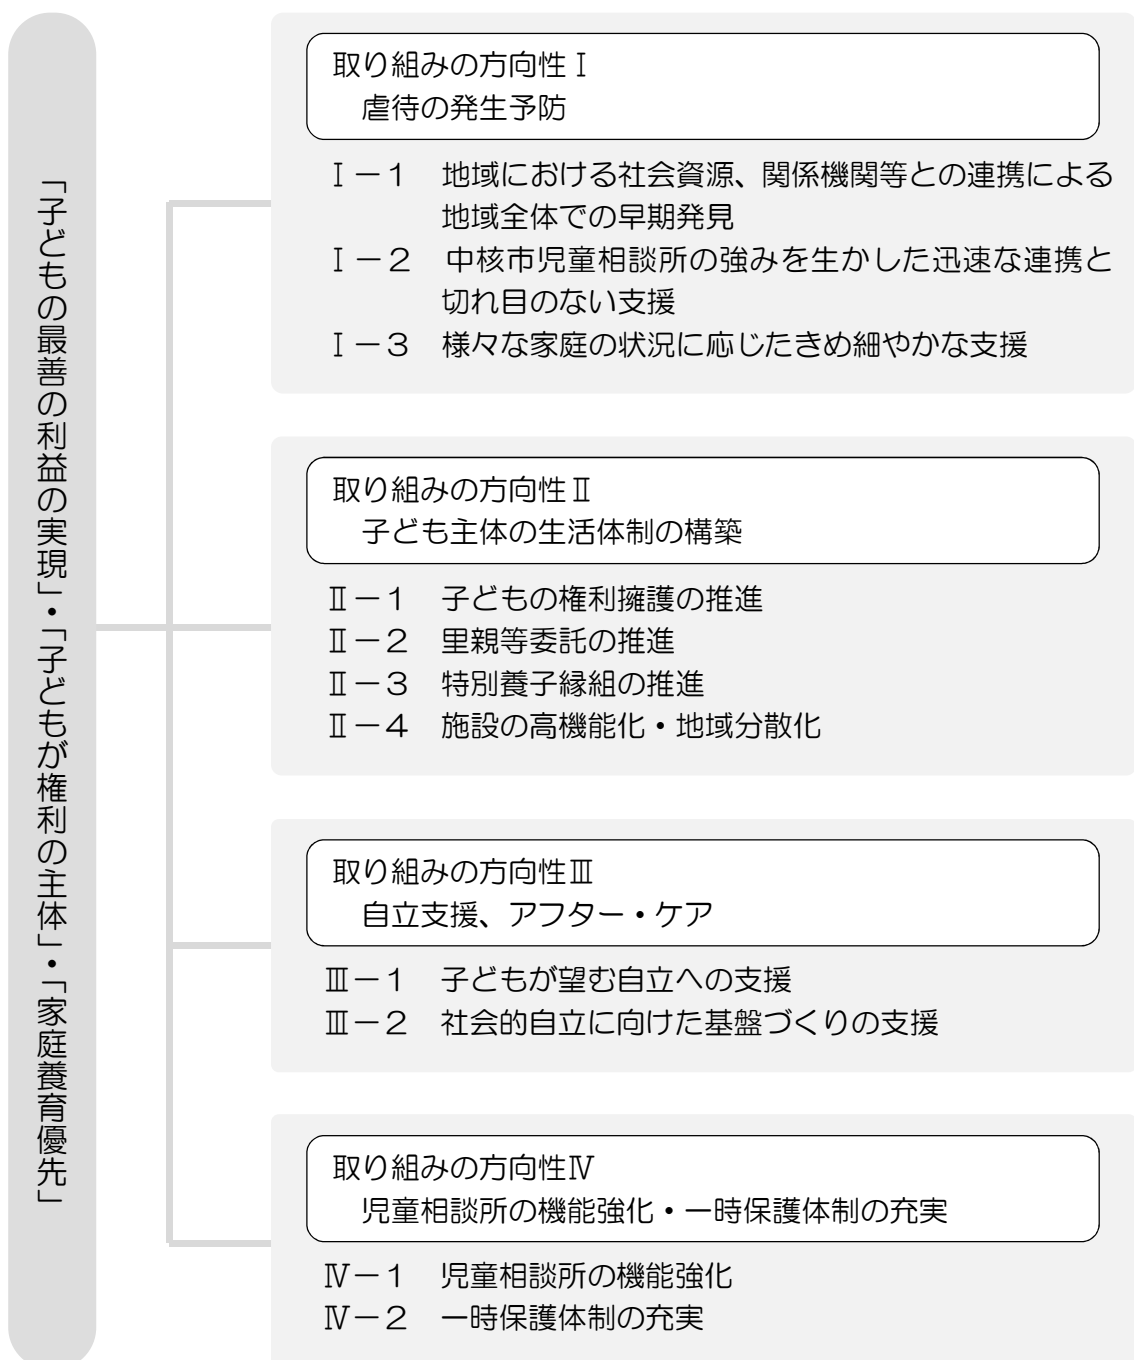 「子どもの最善の利益の実現」・「子どもが権利の主体」・「家庭養育優先」
取り組みの方向性Ⅰ
虐待の発生予防
Ⅰ－１　地域における社会資源、関係機関等との連携による
地域全体での早期発見
Ⅰ－２　中核市児童相談所の強みを生かした迅速な連携と
切れ目のない支援
Ⅰ－３　様々な家庭の状況に応じたきめ細やかな支援
取り組みの方向性Ⅱ
子ども主体の生活体制の構築
Ⅱ－１　子どもの権利擁護の推進
Ⅱ－２　里親等委託の推進
Ⅱ－３　特別養子縁組の推進
Ⅱ－４　施設の高機能化・地域分散化
取り組みの方向性Ⅲ
自立支援、アフター・ケア
Ⅲ－１　子どもが望む自立への支援
Ⅲ－２　社会的自立に向けた基盤づくりの支援
取り組みの方向性Ⅳ
児童相談所の機能強化・一時保護体制の充実
Ⅳ－１　児童相談所の機能強化
Ⅳ－２　一時保護体制の充実